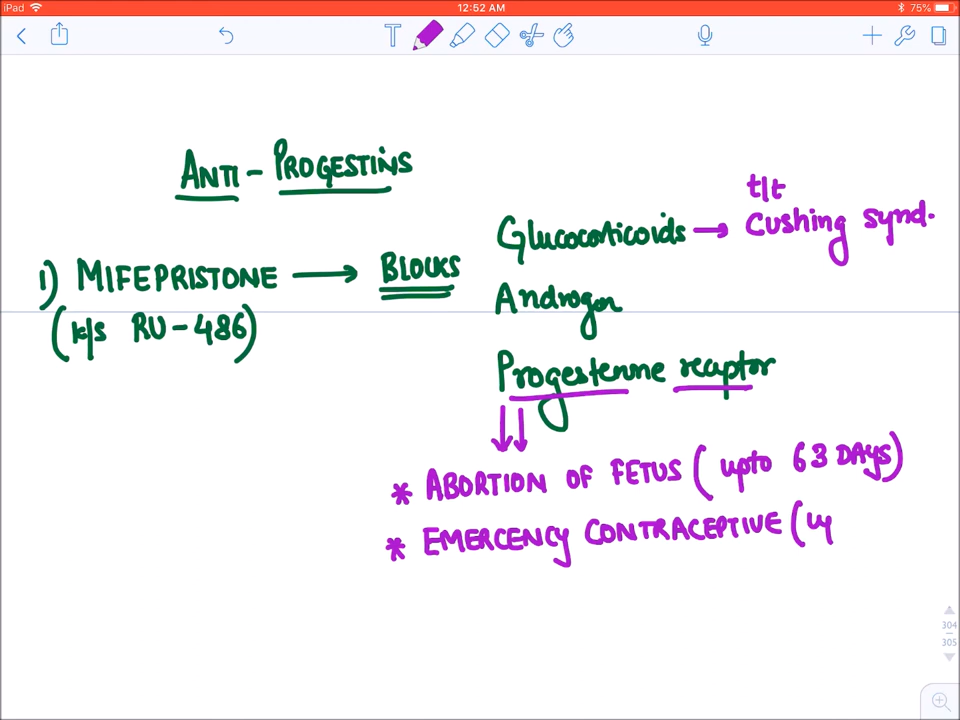 iPad
12:52 AM
75%
T
ANTI - PROGESTINS
t/t
Glucocorticoids → Cushing synd.
1) MIFEPRISTONE → BLOCKS
Androgen
(k/s RU-486)
Progesterone receptor
* ABORTION OF FETUS (upto 63 DAYS)
* EMERGENCY CONTRACEPTIVE (up
304
305